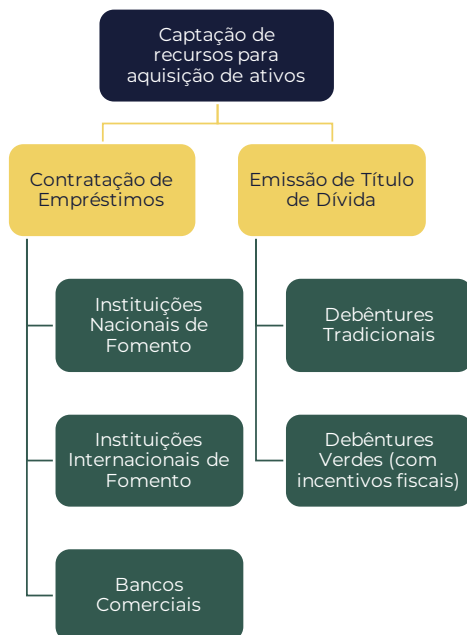 Captação de
recursos para
aquisição de ativos
Contratação de
Empréstimos
Emissão de Título
de Dívida
Instituições
Nacionais de
Fomento
Debêntures
Tradicionais
Instituições
Internacionais de
Fomento
Debêntures
Verdes (com
incentivos fiscais)
Bancos
Comerciais